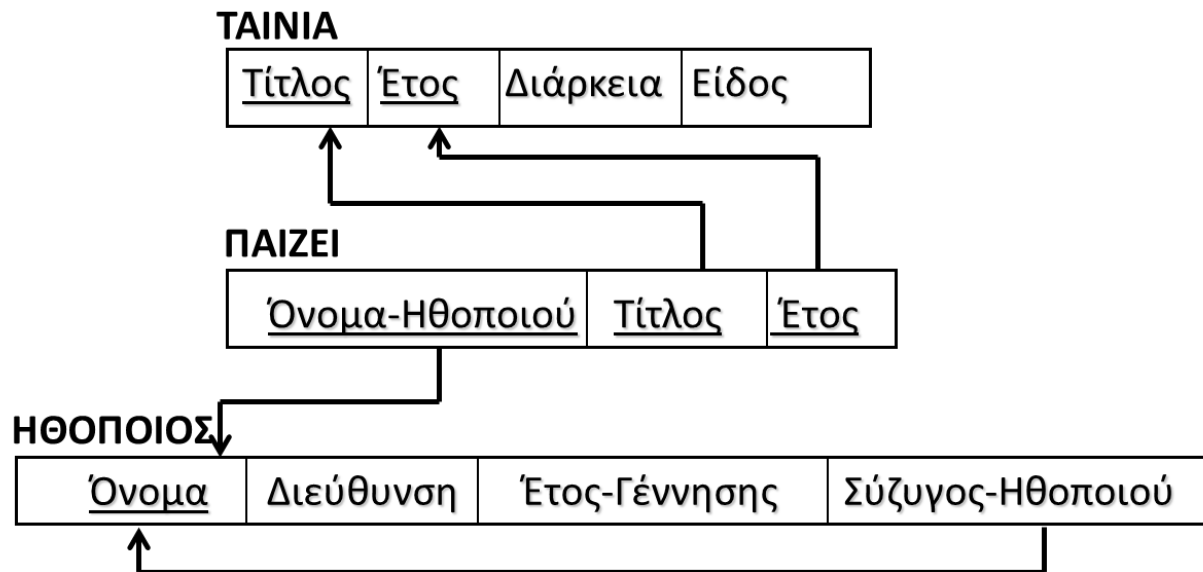 ΤΑΙΝΙΑ
Τίτλος Έτος Διάρκεια Είδος
ΠΑΙΖΕΙ
Όνομα-Ηθοποιού Τίτλος Έτος
ΗΘΟΠΟΙΟΣ
Όνομα Διεύθυνση Έτος-Γέννησης Σύζυγος-Ηθοποιού